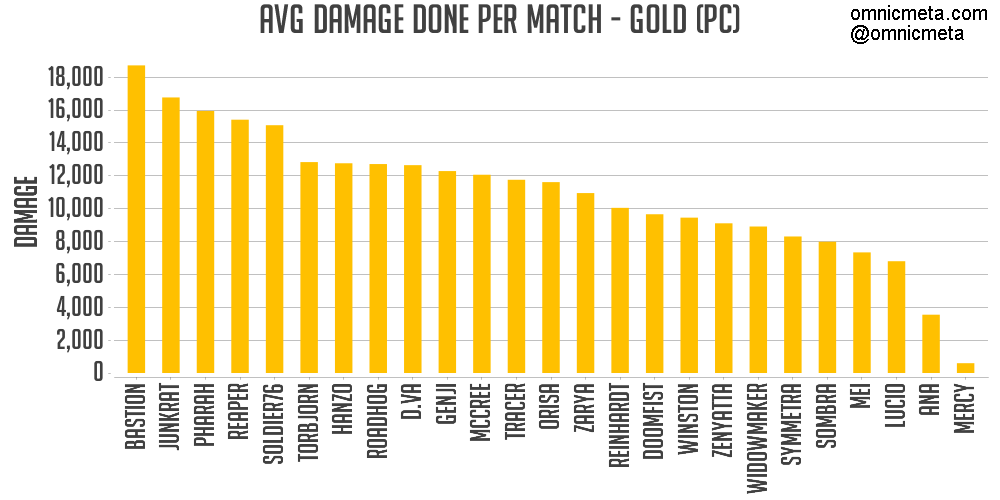 AVG DAMAGE DONE PER MATCH - GOLD (PC)
omnicmeta.com
@omnicmeta
DAMAGE
18,000
16,000
14,000
12,000
10,000
8,000
6,000
4,000
2,000
0
BASTION
JUNKRAT
PHARAH
REAPER
SOLDIER76
TORBJORN
HANZO
ROADHOG
D.VA
GENJI
MCCREE
TRACER
ORISA
ZARYA
REINHARDT
DOOMFIST
WINSTON
ZENYATTA
WIDOWMAKER
SYMMETRA
SOMBRA
MEI
LUCIO
ANA
MERCY